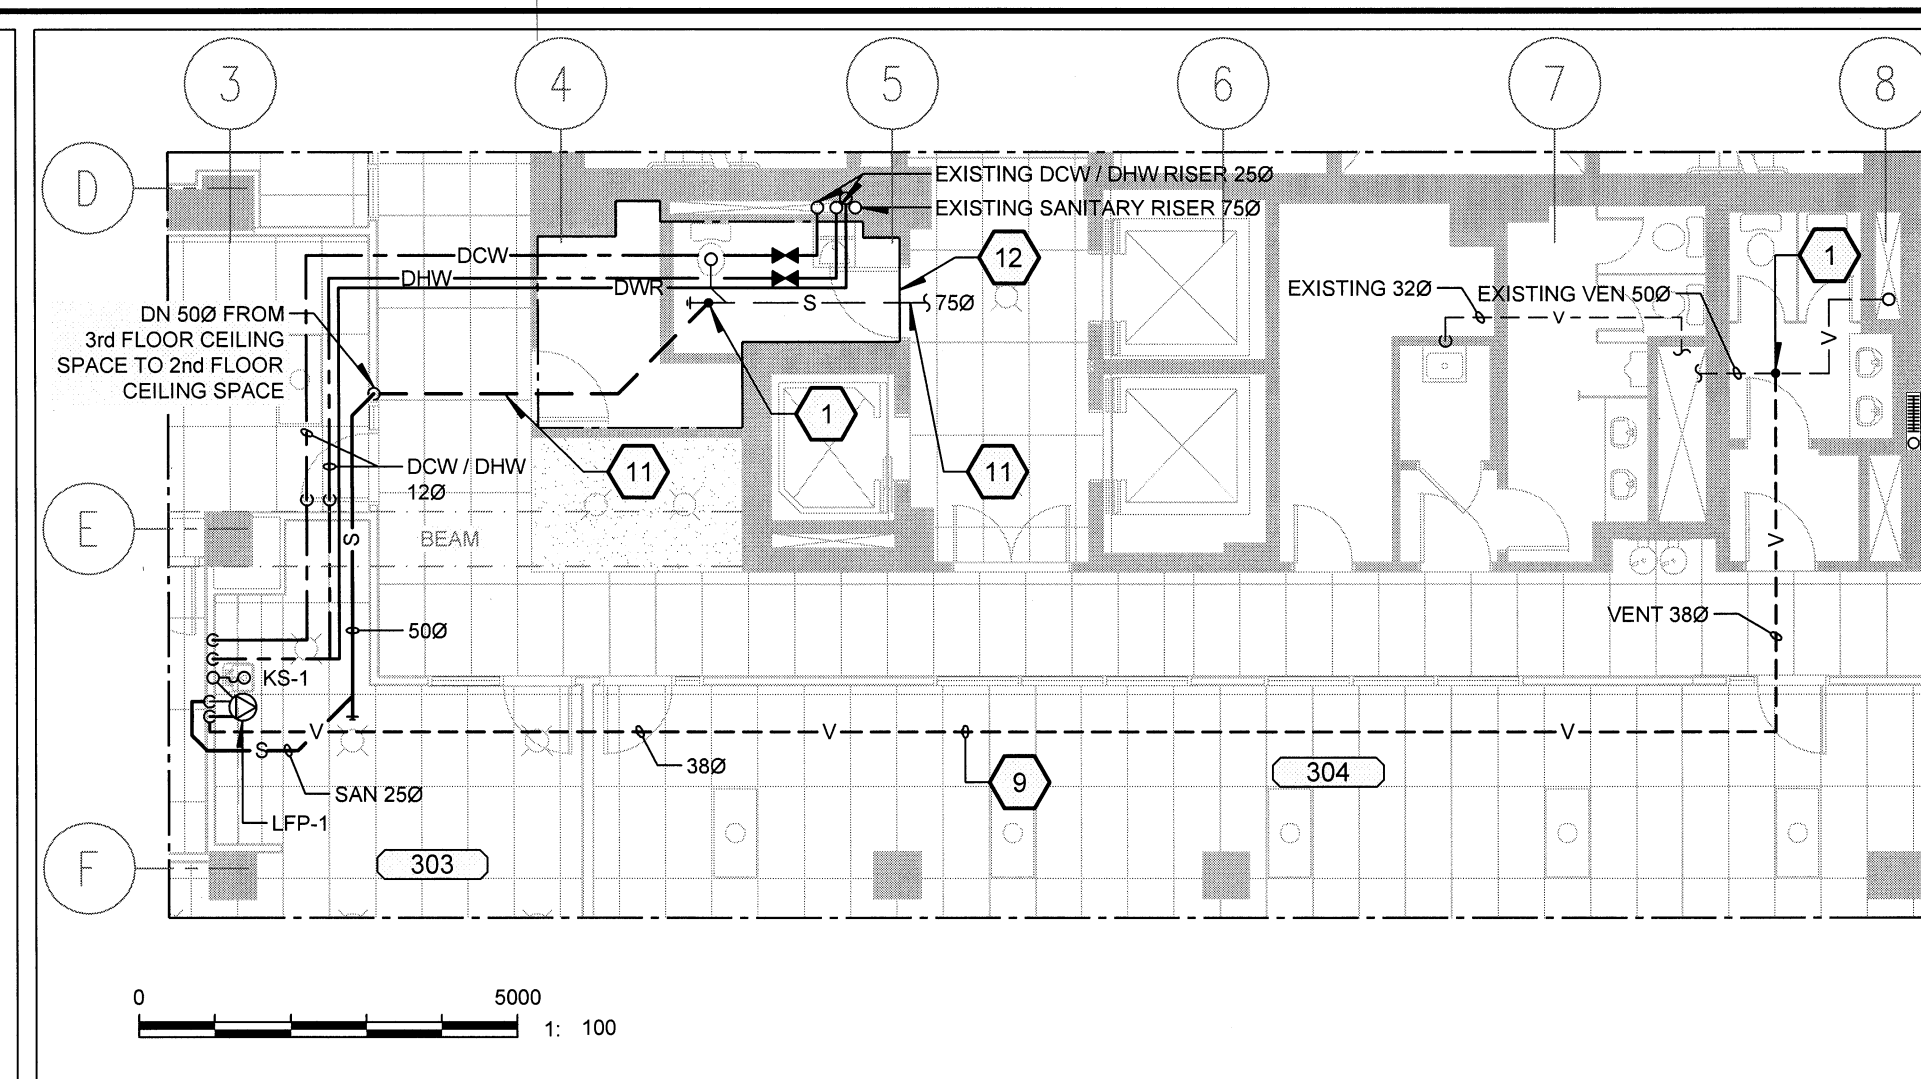 3 4 5 6 7 8
D
EXISTING DCW / DHW RISER 25Ø
EXISTING SANITARY RISER 75Ø
DCW
12
1
DHW
DWR
EXISTING 32Ø
EXISTING VEN 50Ø
S
75Ø
V
V
DN 50Ø FROM
3rd FLOOR CEILING
SPACE TO 2nd FLOOR
CEILING SPACE
1
11
11
DCW / DHW
12Ø
E
S
BEAM
V
50Ø
VENT 38Ø
KS-1
V
V
V
S
38Ø
9
304
SAN 25Ø
LFP-1
303
F
0 5000
1: 100